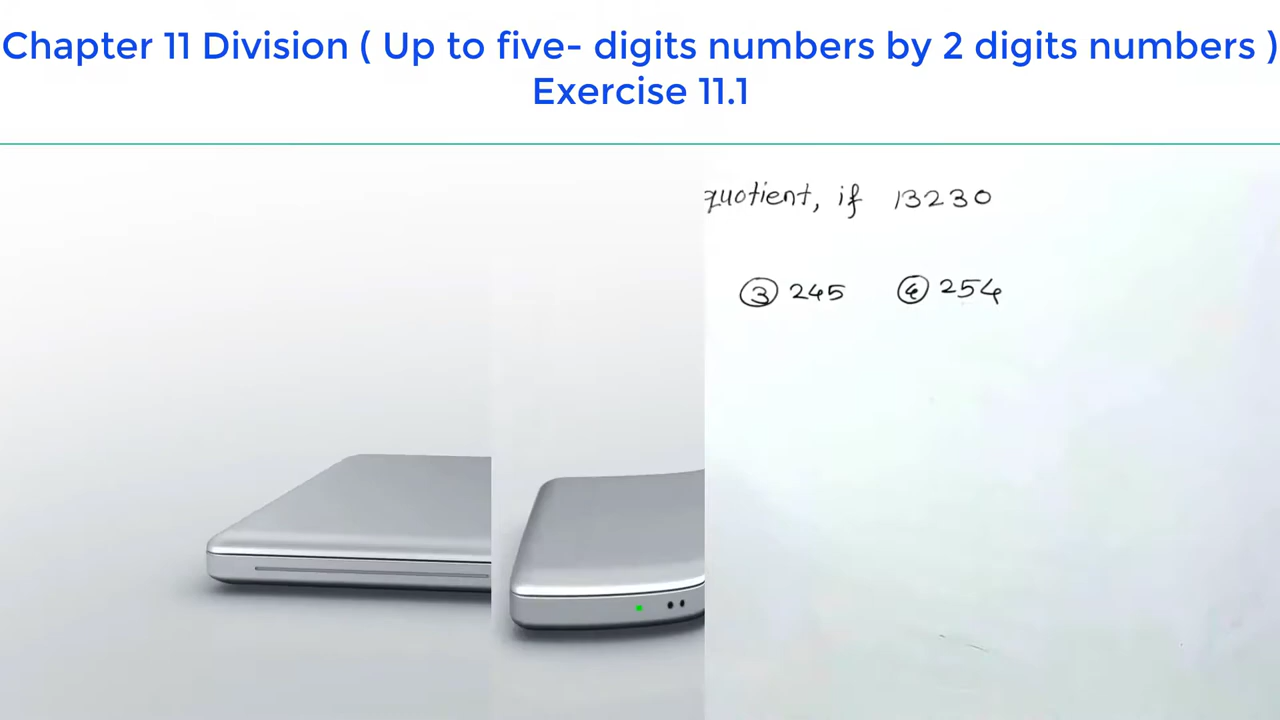 Chapter 11 Division ( Up to five- digits numbers by 2 digits numbers )
Exercise 11.1
quotient, if 13230
③ 245 ④ 254